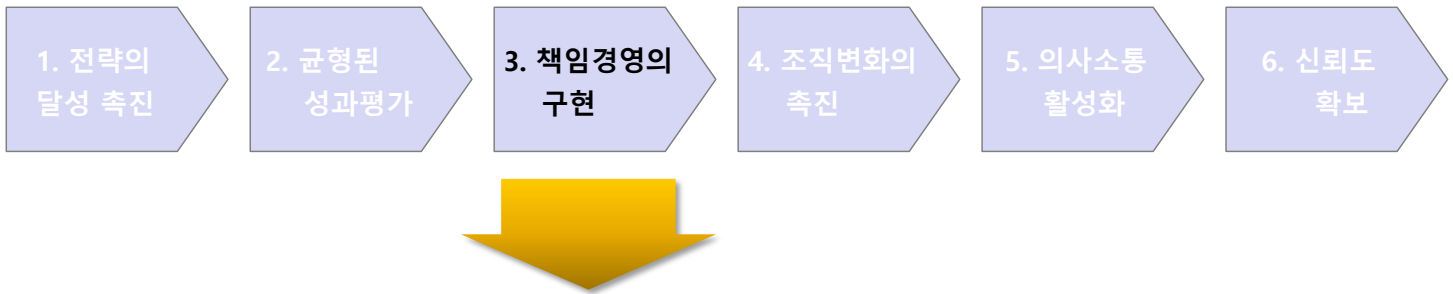 1. 전략의
달성 촉진
2. 균형된
성과평가
3. 책임경영의
구현
4. 조직변화의
촉진
5. 의사소통
활성화
6. 신뢰도
확보